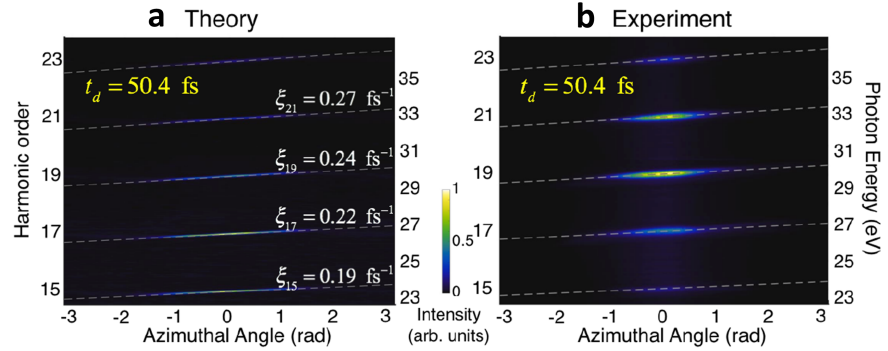 a Theory
b Experiment
t_d = 50.4 fs
t_d = 50.4 fs
ξ_21 = 0.27 fs⁻¹
ξ_19 = 0.24 fs⁻¹
ξ_17 = 0.22 fs⁻¹
ξ_15 = 0.19 fs⁻¹
Harmonic order
23
21
19
17
15
35
33
31
29
27
25
23
-3 -2 -1 0 1 2 3
Azimuthal Angle (rad)
1
0.5
0
Intensity
(arb. units)
23
21
19
17
15
35
33
31
29
27
25
23
Photon Energy (eV)
-3 -2 -1 0 1 2 3
Azimuthal Angle (rad)